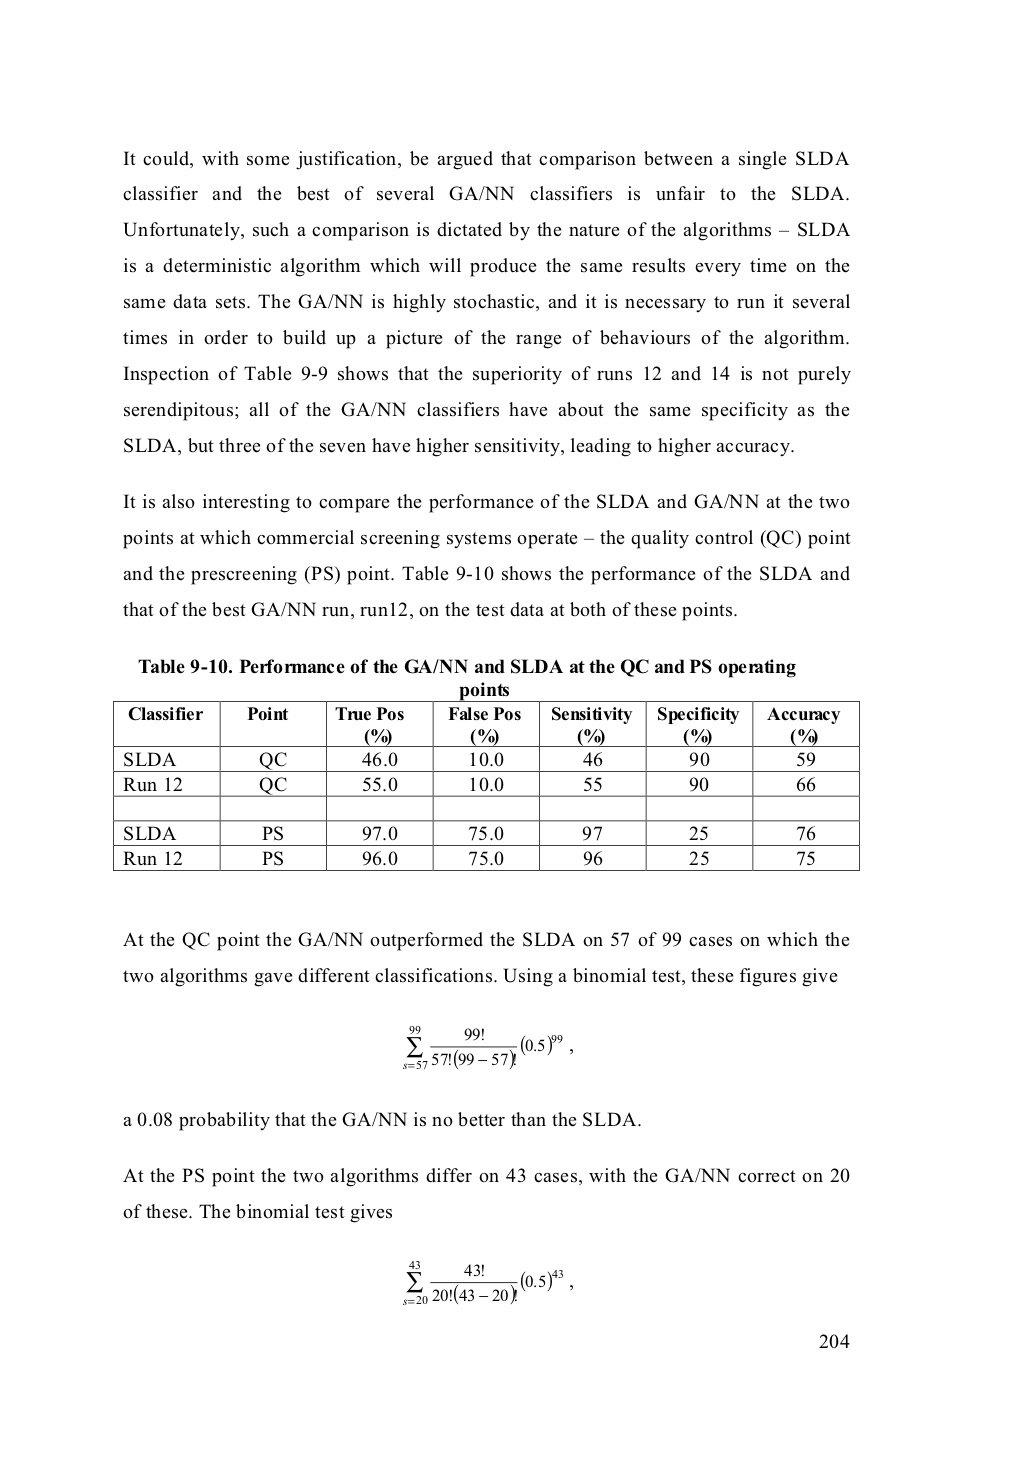 It could, with some justification, be argued that comparison between a single SLDA
classifier and the best of several GA/NN classifiers is unfair to the SLDA.
Unfortunately, such a comparison is dictated by the nature of the algorithms – SLDA
is a deterministic algorithm which will produce the same results every time on the
same data sets. The GA/NN is highly stochastic, and it is necessary to run it several
times in order to build up a picture of the range of behaviours of the algorithm.
Inspection of Table 9-9 shows that the superiority of runs 12 and 14 is not purely
serendipitous; all of the GA/NN classifiers have about the same specificity as the
SLDA, but three of the seven have higher sensitivity, leading to higher accuracy.
It is also interesting to compare the performance of the SLDA and GA/NN at the two
points at which commercial screening systems operate – the quality control (QC) point
and the prescreening (PS) point. Table 9-10 shows the performance of the SLDA and
that of the best GA/NN run, run12, on the test data at both of these points.
Table 9-10. Performance of the GA/NN and SLDA at the QC and PS operating
points
Classifier Point True Pos False Pos Sensitivity Specificity Accuracy
(%) (%) (%) (%) (%)
SLDA QC 46.0 10.0 46 90 59
Run 12 QC 55.0 10.0 55 90 66
SLDA PS 97.0 75.0 97 25 76
Run 12 PS 96.0 75.0 96 25 75
At the QC point the GA/NN outperformed the SLDA on 57 of 99 cases on which the
two algorithms gave different classifications. Using a binomial test, these figures give
99
∑ 99! (0.5)^99 ,
s=57 57!(99 – 57)!
a 0.08 probability that the GA/NN is no better than the SLDA.
At the PS point the two algorithms differ on 43 cases, with the GA/NN correct on 20
of these. The binomial test gives
43
∑ 43! (0.5)^43 ,
s=20 20!(43 – 20)!
204